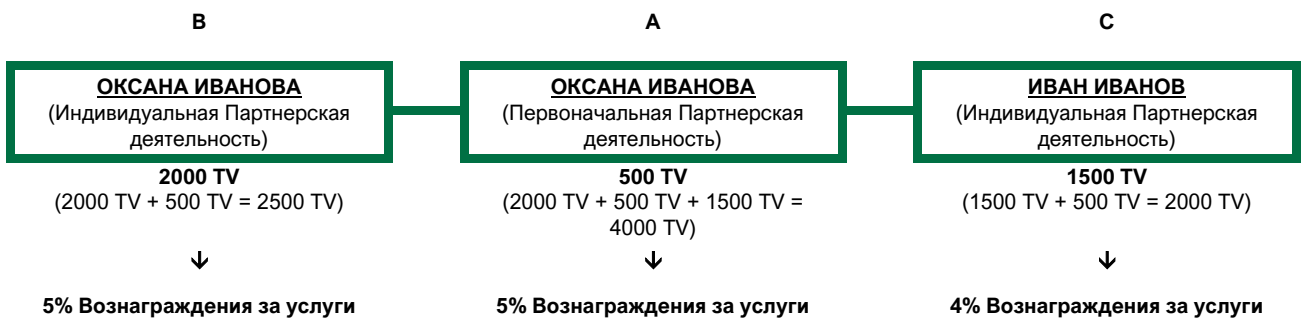 B
ОКСАНА ИВАНОВА
(Индивидуальная Партнерская
деятельность)
2000 TV
(2000 TV + 500 TV = 2500 TV)
5% Вознаграждения за услуги
A
ОКСАНА ИВАНОВА
(Первоначальная Партнерская
деятельность)
500 TV
(2000 TV + 500 TV + 1500 TV =
4000 TV)
5% Вознаграждения за услуги
C
ИВАН ИВАНОВ
(Индивидуальная Партнерская
деятельность)
1500 TV
(1500 TV + 500 TV = 2000 TV)
4% Вознаграждения за услуги